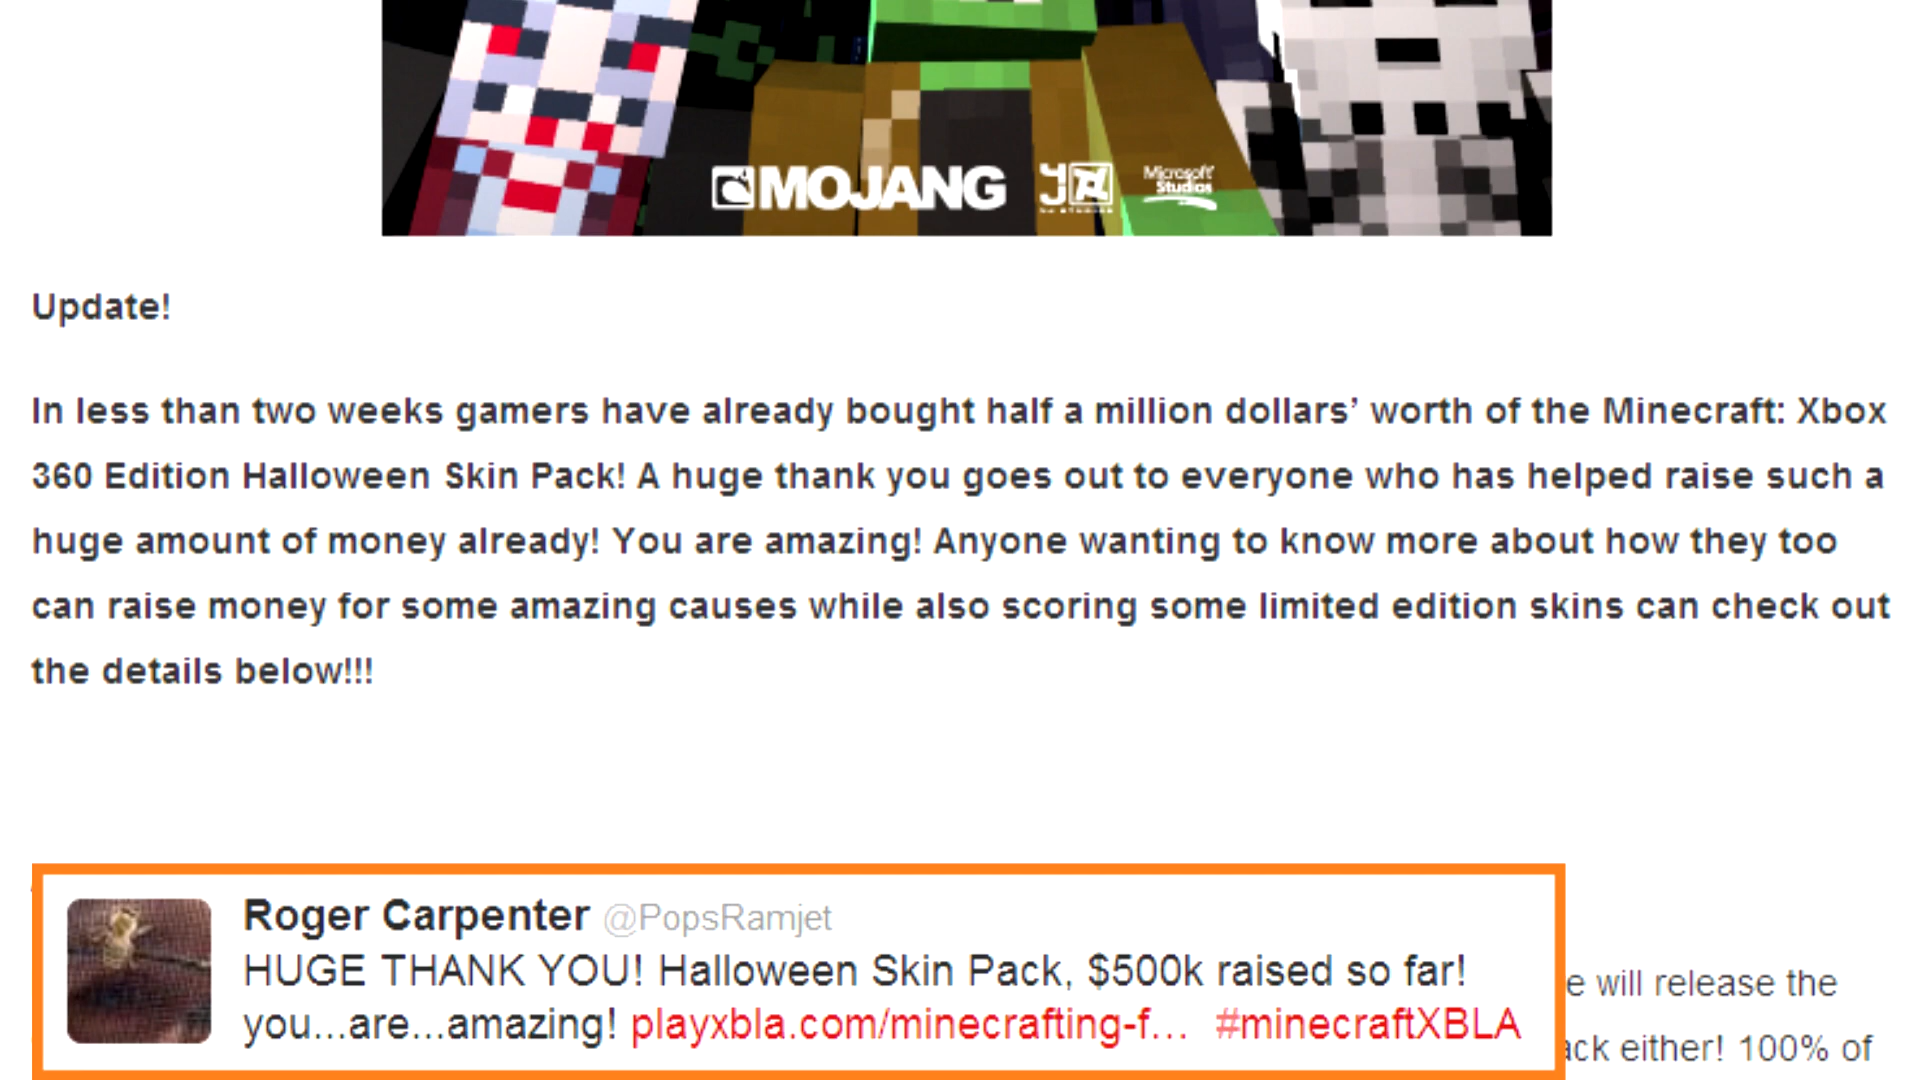 MOJANG
Microsoft
Studios
Update!
In less than two weeks gamers have already bought half a million dollars’ worth of the Minecraft: Xbox
360 Edition Halloween Skin Pack! A huge thank you goes out to everyone who has helped raise such a
huge amount of money already! You are amazing! Anyone wanting to know more about how they too
can raise money for some amazing causes while also scoring some limited edition skins can check out
the details below!!!
Roger Carpenter @PopsRamjet
HUGE THANK YOU! Halloween Skin Pack, $500k raised so far!
you...are...amazing! playxbla.com/minecrafting-f... #minecraftXBLA
e will release the
ack either! 100% of